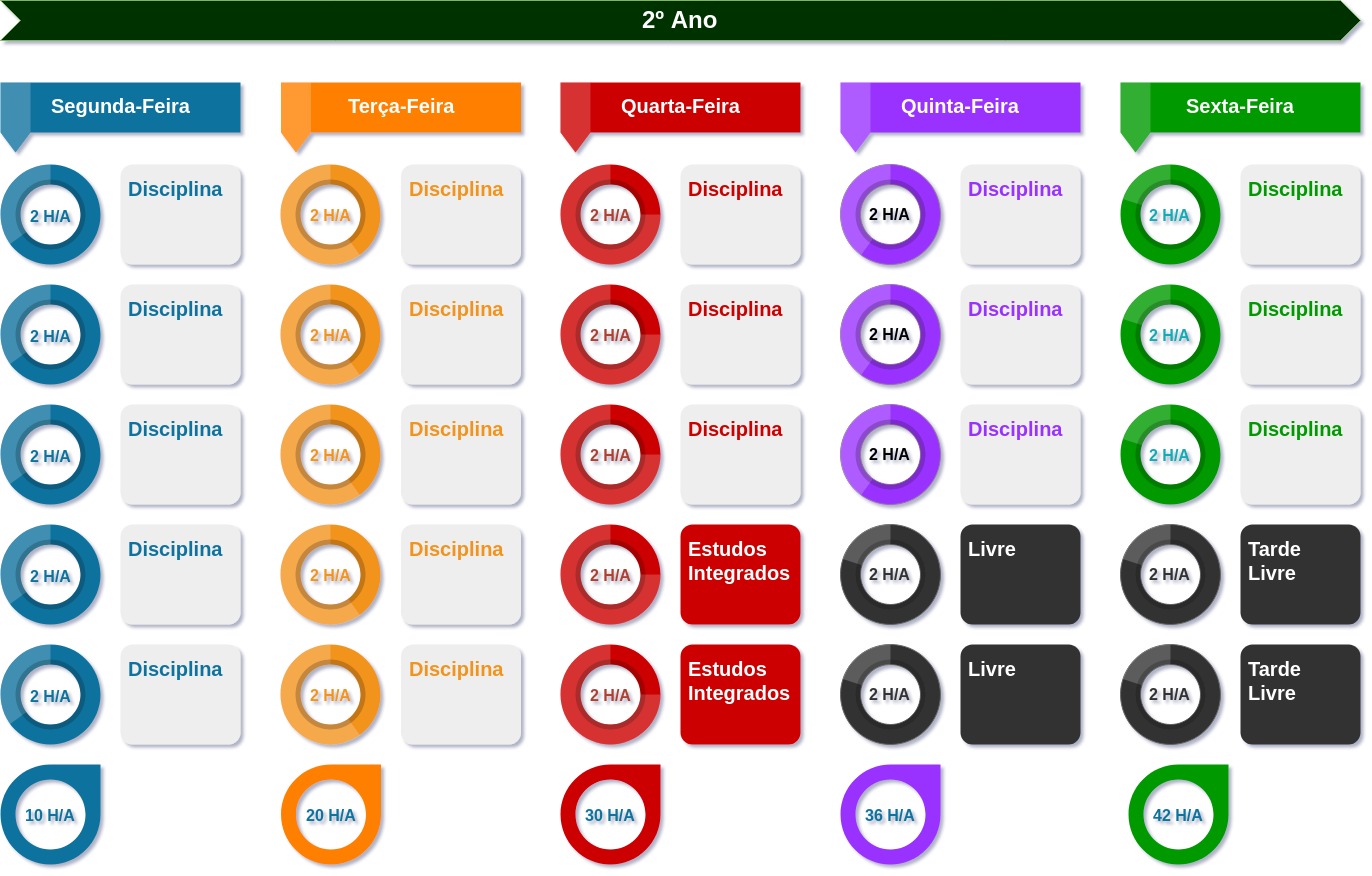 2º Ano
Segunda-Feira
Terça-Feira
Quarta-Feira
Quinta-Feira
Sexta-Feira
2 H/A
Disciplina
2 H/A
Disciplina
2 H/A
Disciplina
2 H/A
Disciplina
2 H/A
Disciplina
2 H/A
Disciplina
2 H/A
Disciplina
2 H/A
Disciplina
2 H/A
Disciplina
2 H/A
Disciplina
2 H/A
Disciplina
2 H/A
Disciplina
2 H/A
Disciplina
2 H/A
Disciplina
2 H/A
Disciplina
2 H/A
Disciplina
2 H/A
Disciplina
2 H/A
Estudos
Integrados
2 H/A
Livre
2 H/A
Tarde
Livre
2 H/A
Disciplina
2 H/A
Disciplina
2 H/A
Estudos
Integrados
2 H/A
Livre
2 H/A
Tarde
Livre
10 H/A
20 H/A
30 H/A
36 H/A
42 H/A